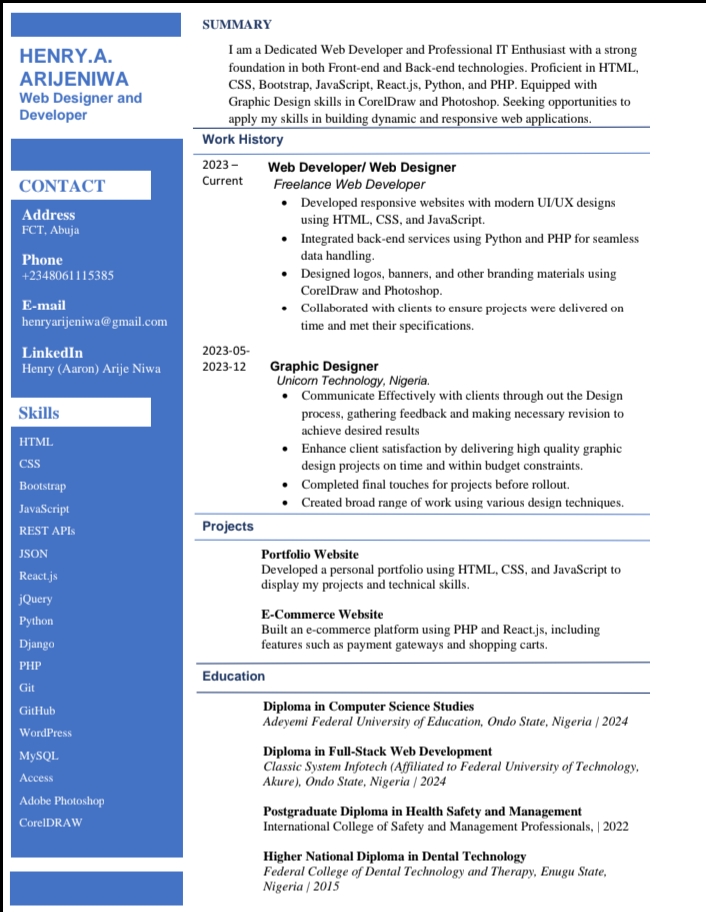 HENRY.A.
ARIJENIWA
Web Designer and
Developer
CONTACT
Address
FCT, Abuja
Phone
+2348061115385
E-mail
henryarijeniwa@gmail.com
LinkedIn
Henry (Aaron) Arije Niwa
Skills
HTML
CSS
Bootstrap
JavaScript
REST APIs
JSON
React.js
jQuery
Python
Django
PHP
Git
GitHub
WordPress
MySQL
Access
Adobe Photoshop
CorelDRAW
SUMMARY
I am a Dedicated Web Developer and Professional IT Enthusiast with a strong
foundation in both Front-end and Back-end technologies. Proficient in HTML,
CSS, Bootstrap, JavaScript, React.js, Python, and PHP. Equipped with
Graphic Design skills in CorelDraw and Photoshop. Seeking opportunities to
apply my skills in building dynamic and responsive web applications.
Work History
2023 –
Current
Web Developer/ Web Designer
Freelance Web Developer
• Developed responsive websites with modern UI/UX designs
using HTML, CSS, and JavaScript.
• Integrated back-end services using Python and PHP for seamless
data handling.
• Designed logos, banners, and other branding materials using
CorelDraw and Photoshop.
• Collaborated with clients to ensure projects were delivered on
time and met their specifications.
2023-05-
2023-12
Graphic Designer
Unicorn Technology, Nigeria.
• Communicate Effectively with clients through out the Design
process, gathering feedback and making necessary revision to
achieve desired results
• Enhance client satisfaction by delivering high quality graphic
design projects on time and within budget constraints.
• Completed final touches for projects before rollout.
• Created broad range of work using various design techniques.
Projects
Portfolio Website
Developed a personal portfolio using HTML, CSS, and JavaScript to
display my projects and technical skills.
E-Commerce Website
Built an e-commerce platform using PHP and React.js, including
features such as payment gateways and shopping carts.
Education
Diploma in Computer Science Studies
Adeyemi Federal University of Education, Ondo State, Nigeria | 2024
Diploma in Full-Stack Web Development
Classic System Infotech (Affiliated to Federal University of Technology,
Akure), Ondo State, Nigeria | 2024
Postgraduate Diploma in Health Safety and Management
International College of Safety and Management Professionals, | 2022
Higher National Diploma in Dental Technology
Federal College of Dental Technology and Therapy, Enugu State,
Nigeria | 2015